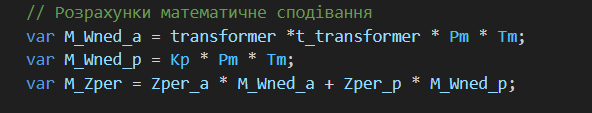 // Розрахунки математичне сподівання
var M_Wned_a = transformer *t_transformer * Pm * Tm;
var M_Wned_p = Kp * Pm * Tm;
var M_Zper = Zper_a * M_Wned_a + Zper_p * M_Wned_p;